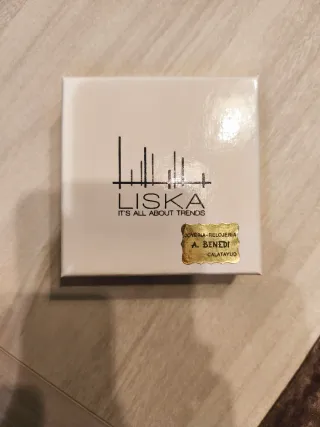 LISKA
IT'S ALL ABOUT TRENDS
JOYERIA-RELOJERIA
A. BENEDI
CALATAYUD